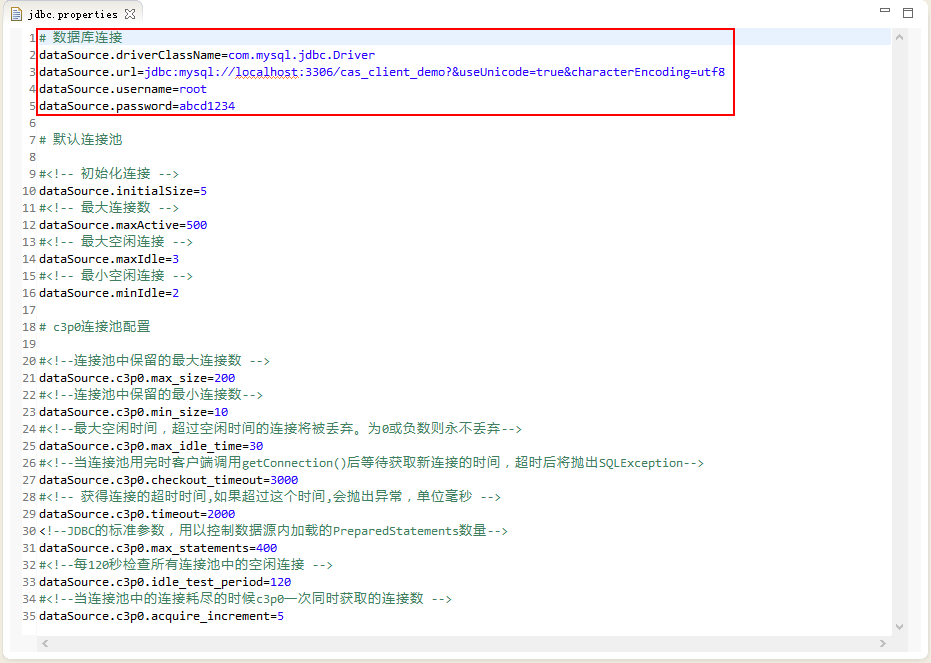 jdbc.properties
1 # 数据库连接
2 dataSource.driverClassName=com.mysql.jdbc.Driver
3 dataSource.url=jdbc:mysql://localhost:3306/cas_client_demo?&useUnicode=true&characterEncoding=utf8
4 dataSource.username=root
5 dataSource.password=abcd1234
6
7 # 默认连接池
8
9 #<!-- 初始化连接 -->
10 dataSource.initialSize=5
11 #<!-- 最大连接数 -->
12 dataSource.maxActive=500
13 #<!-- 最大空闲连接 -->
14 dataSource.maxIdle=3
15 #<!-- 最小空闲连接 -->
16 dataSource.minIdle=2
17
18 # c3p0连接池配置
19
20 #<!--连接池中保留的最大连接数 -->
21 dataSource.c3p0.max_size=200
22 #<!--连接池中保留的最小连接数-->
23 dataSource.c3p0.min_size=10
24 #<!--最大空闲时间，超过空闲时间的连接将被丢弃。为0或负数则永不丢弃-->
25 dataSource.c3p0.max_idle_time=30
26 #<!--当连接池用完时客户端调用getConnection()后等待获取新连接的时间，超时后将抛出SQLException-->
27 dataSource.c3p0.checkout_timeout=3000
28 #<!-- 获得连接的超时时间,如果超过这个时间,会抛出异常，单位毫秒 -->
29 dataSource.c3p0.timeout=2000
30 <!--JDBC的标准参数，用以控制数据源内加载的PreparedStatements数量-->
31 dataSource.c3p0.max_statements=400
32 #<!--每120秒检查所有连接池中的空闲连接 -->
33 dataSource.c3p0.idle_test_period=120
34 #<!--当连接池中的连接耗尽的时候c3p0一次同时获取的连接数 -->
35 dataSource.c3p0.acquire_increment=5